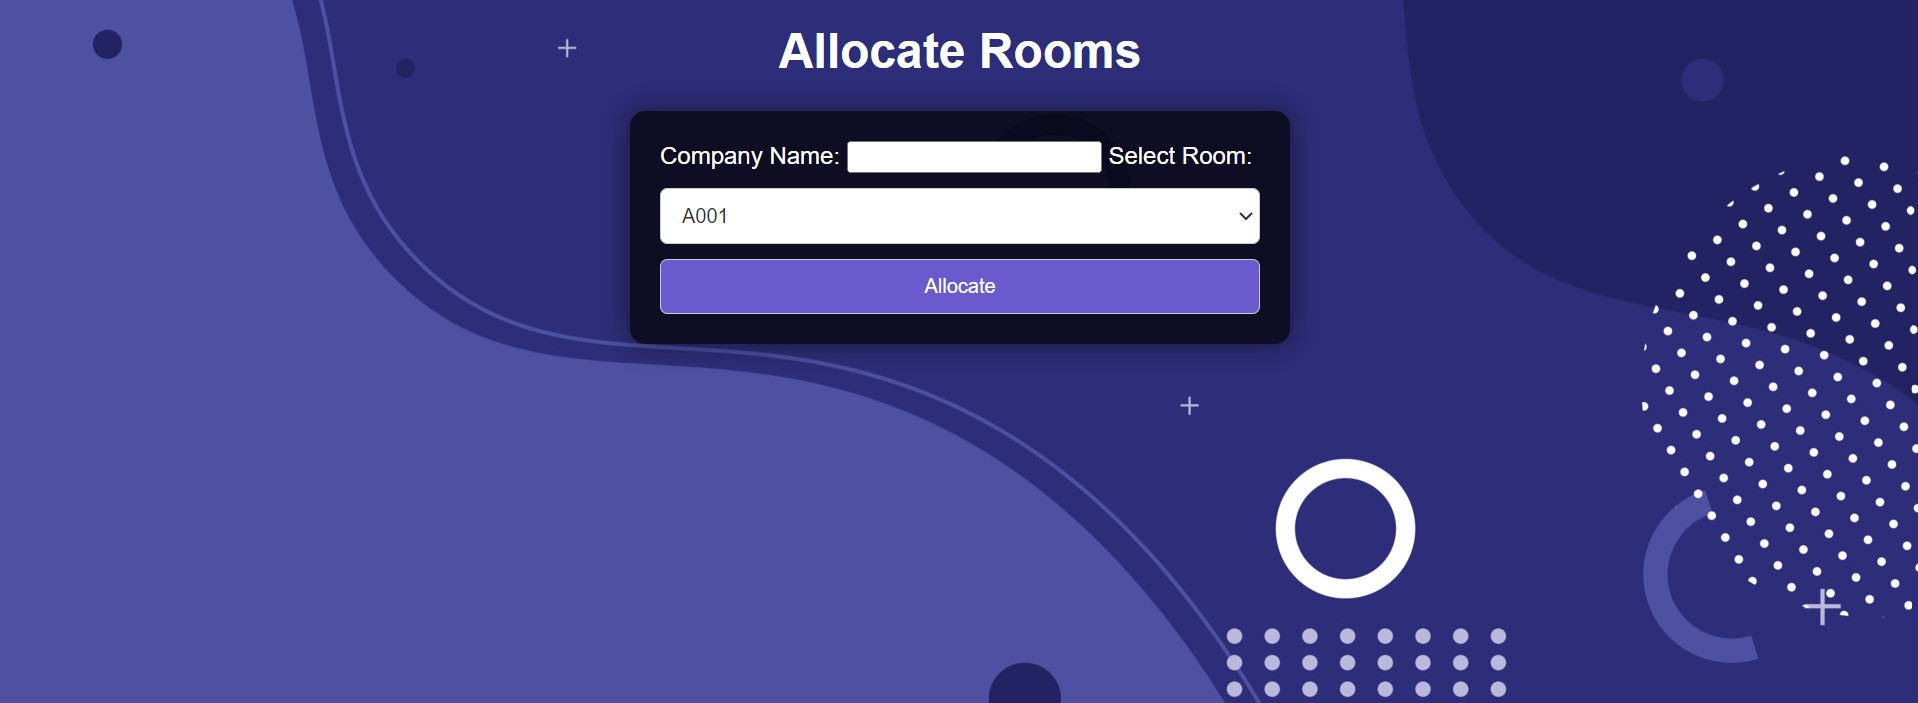 Allocate Rooms
Company Name: Select Room:
A001
Allocate